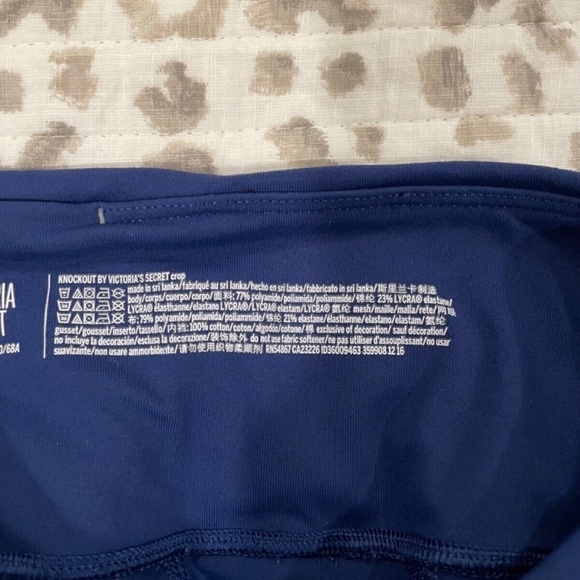 RIA
T
0/68A
KNOCKOUT BY VICTORIA'S SECRET crop
made in sri lanka/fabriqué au sri lanka/hecho en sri lanka/fabbricato in sri lanka/斯里兰卡制造
body/corps/cuerpo/corpo/面料: 77% polyamide/poliamida/poliammide/锦纶 23% LYCRA® elastane/
LYCRA® élasthanne/LYCRA® elastano/LYCRA® elastan/LYCRA® 氨纶 mesh/maille/malla/rete/网
布: 79% polyamide/poliamida/poliammide/锦纶 21% elastane/élasthanne/elastano/elastan/氨纶
gusset/gousset/inserto/tassello/内裆: 100% cotton/coton/algodón/cotone/棉 exclusive of decoration/sauf décoration/
no incluye la decoración/esclusa la decorazione/装饰除外 do not use fabric softener/ne pas utiliser d'assouplissant/no usar
suavizante/non usare ammorbidente/请勿使用织物柔顺剂 RN54867 CA23226 ID36009463 359908 12 16